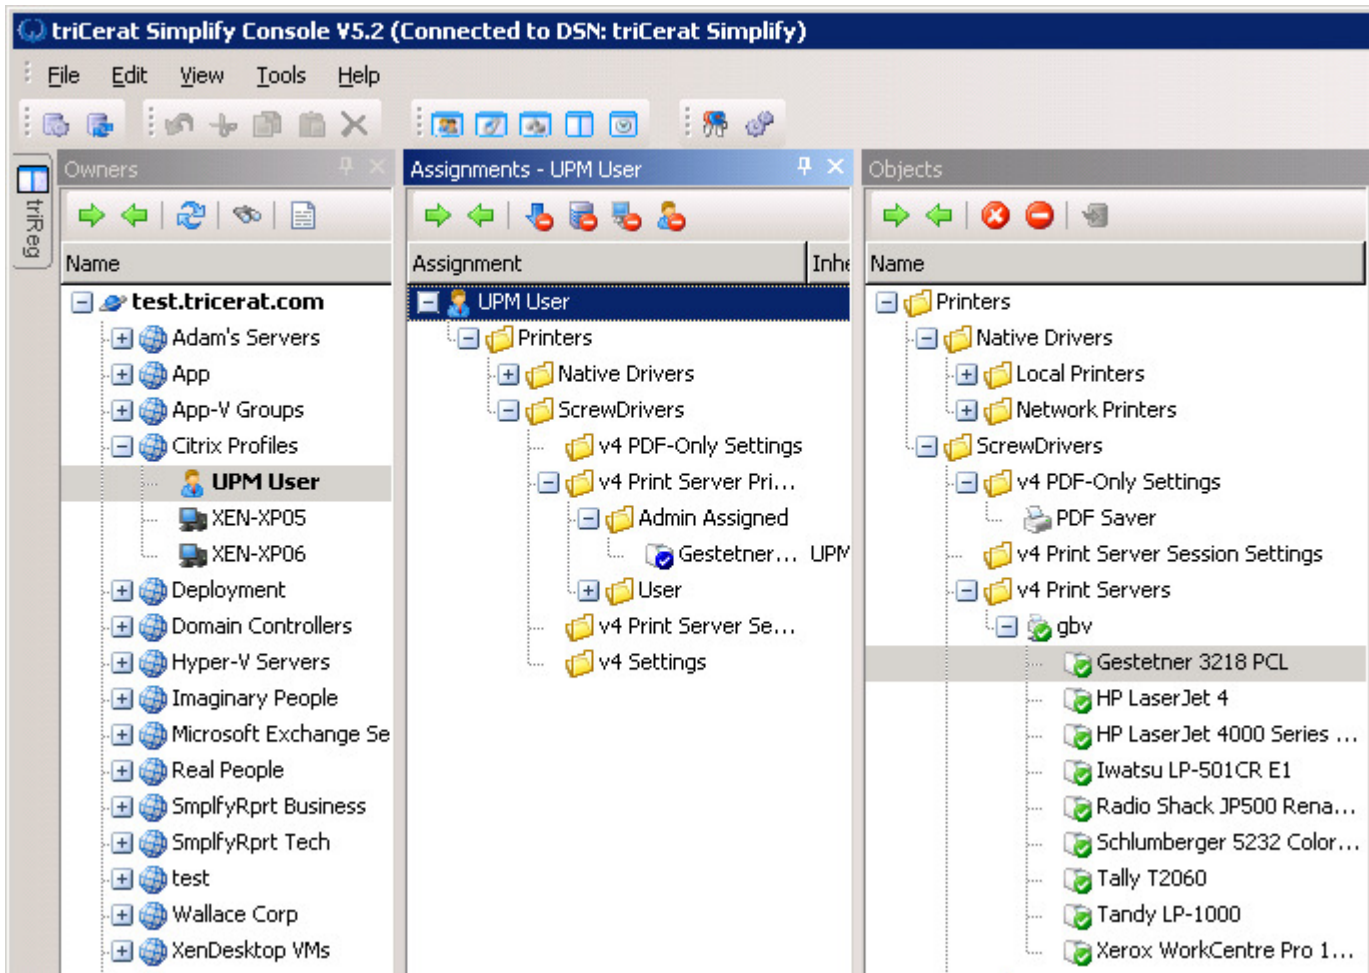 triCerat Simplify Console V5.2 (Connected to DSN: triCerat Simplify)
File Edit View Tools Help
triReg
Owners
Name
test.tricerat.com
Adam's Servers
App
App-V Groups
Citrix Profiles
UPM User
XEN-XP05
XEN-XP06
Deployment
Domain Controllers
Hyper-V Servers
Imaginary People
Microsoft Exchange Se
Real People
SmplfyRprt Business
SmplfyRprt Tech
test
Wallace Corp
XenDesktop VMs
Assignments - UPM User
Assignment Inhe
UPM User
Printers
Native Drivers
ScrewDrivers
v4 PDF-Only Settings
v4 Print Server Pri...
Admin Assigned
Gestetner... UPM
User
v4 Print Server Se...
v4 Settings
Objects
Name
Printers
Native Drivers
Local Printers
Network Printers
ScrewDrivers
v4 PDF-Only Settings
PDF Saver
v4 Print Server Session Settings
v4 Print Servers
gbv
Gestetner 3218 PCL
HP LaserJet 4
HP LaserJet 4000 Series ...
Iwatsu LP-501CR E1
Radio Shack JP500 Rena...
Schlumberger 5232 Color...
Tally T2060
Tandy LP-1000
Xerox WorkCentre Pro 1...